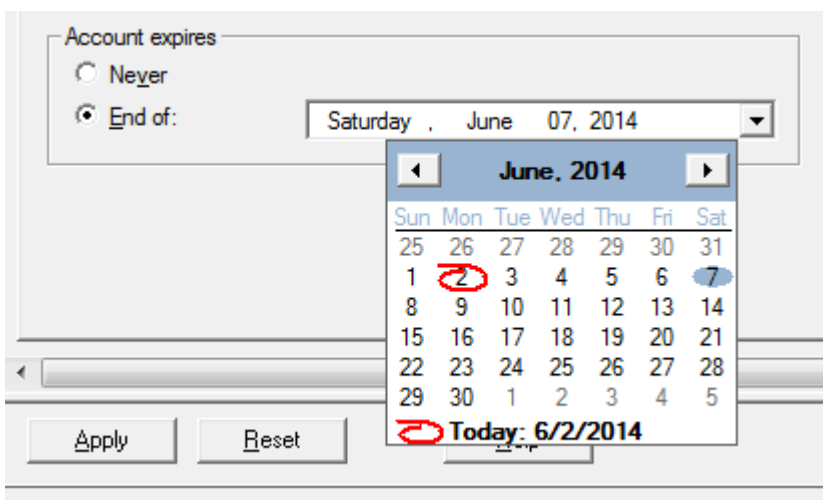 Account expires
Never
End of:
Saturday , June 07, 2014
June, 2014
Sun Mon Tue Wed Thu Fri Sat
25 26 27 28 29 30 31
1 2 3 4 5 6 7
8 9 10 11 12 13 14
15 16 17 18 19 20 21
22 23 24 25 26 27 28
29 30 1 2 3 4 5
Today: 6/2/2014
Apply Reset